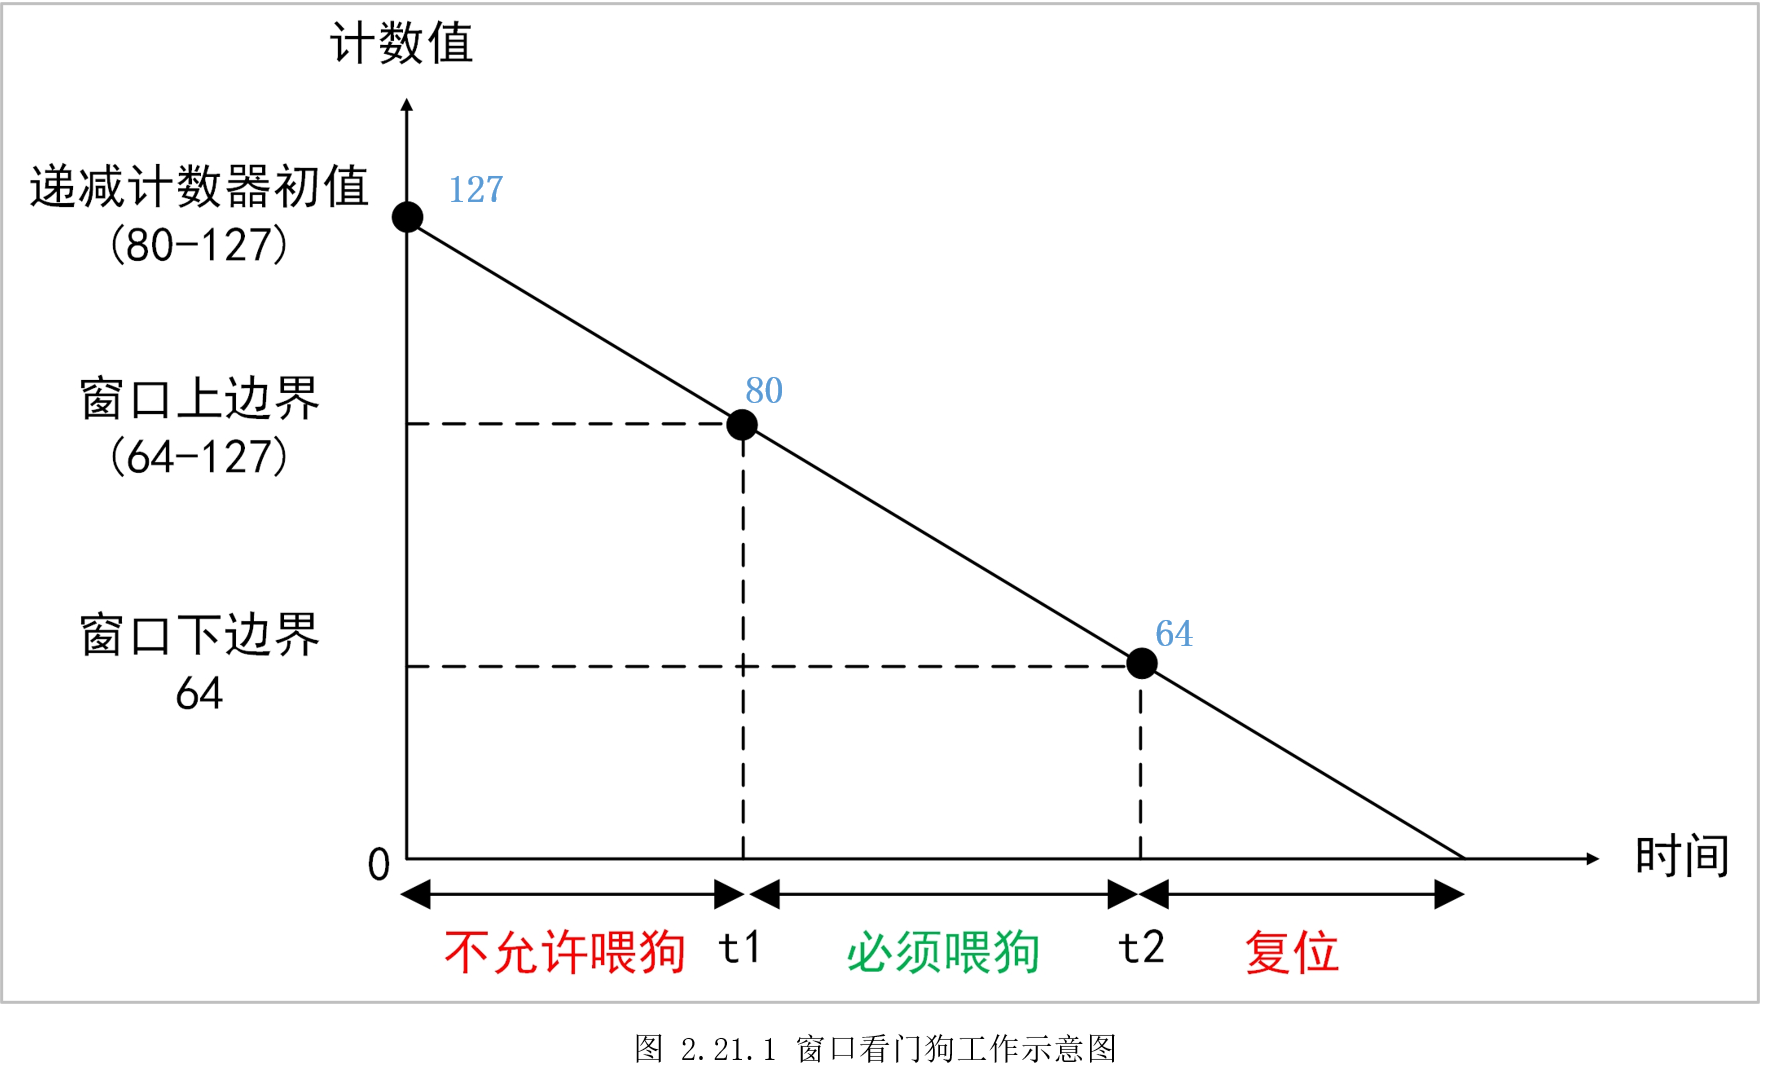 计数值
递减计数器初值
(80-127)
127
窗口上边界
(64-127)
80
窗口下边界
64
64
0
时间
不允许喂狗
t1
必须喂狗
t2
复位
图 2.21.1 窗口看门狗工作示意图